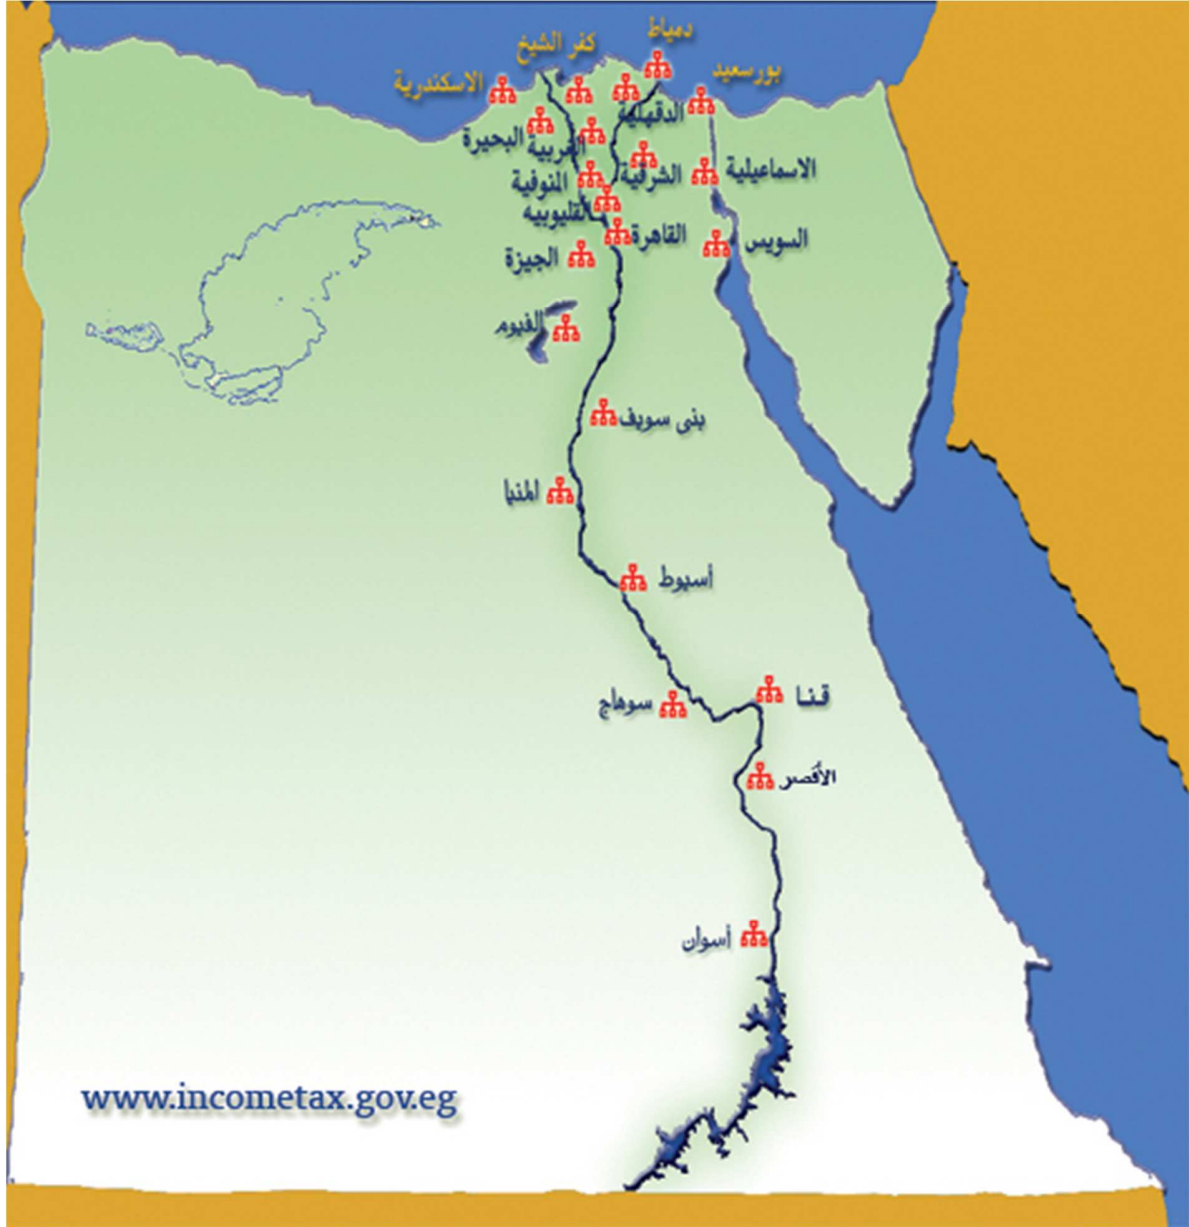 دمياط
كفر الشيخ
بورسعيد
الاسكندرية
الدقهلية
البحيرة
الغربية
الاسماعيلية
الشرقية
المنوفية
القليوبيه
القاهرة
السويس
الجيزة
الفيوم
بنى سويف
المنيا
أسيوط
قنا
سوهاج
الأقصر
أسوان
www.incometax.gov.eg